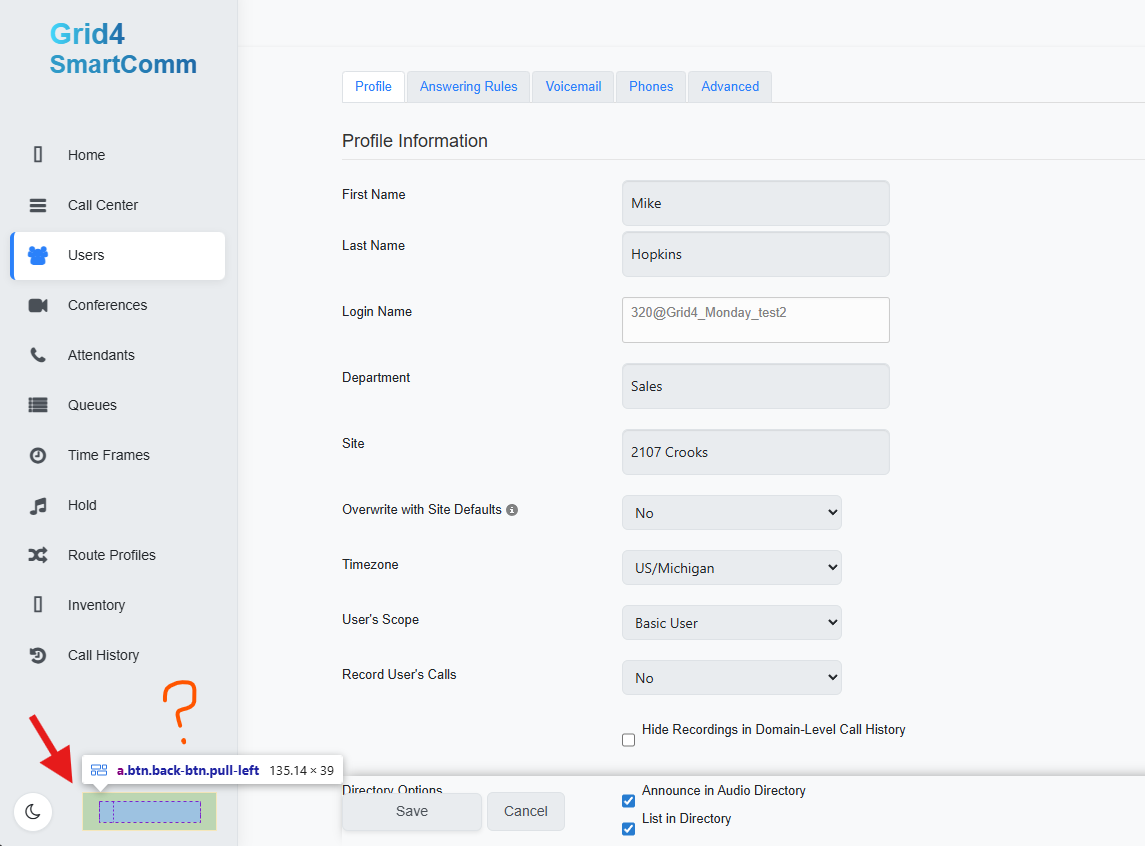 Grid4
SmartComm
Home
Call Center
Users
Conferences
Attendants
Queues
Time Frames
Hold
Route Profiles
Inventory
Call History
?
a.btn.back-btn.pull-left 135.14 × 39
Profile Answering Rules Voicemail Phones Advanced
Profile Information
First Name Mike
Last Name Hopkins
Login Name 320@Grid4_Monday_test2
Department Sales
Site 2107 Crooks
Overwrite with Site Defaults No
Timezone US/Michigan
User's Scope Basic User
Record User's Calls No
Hide Recordings in Domain-Level Call History
Directory Options Announce in Audio Directory
List in Directory
Save Cancel